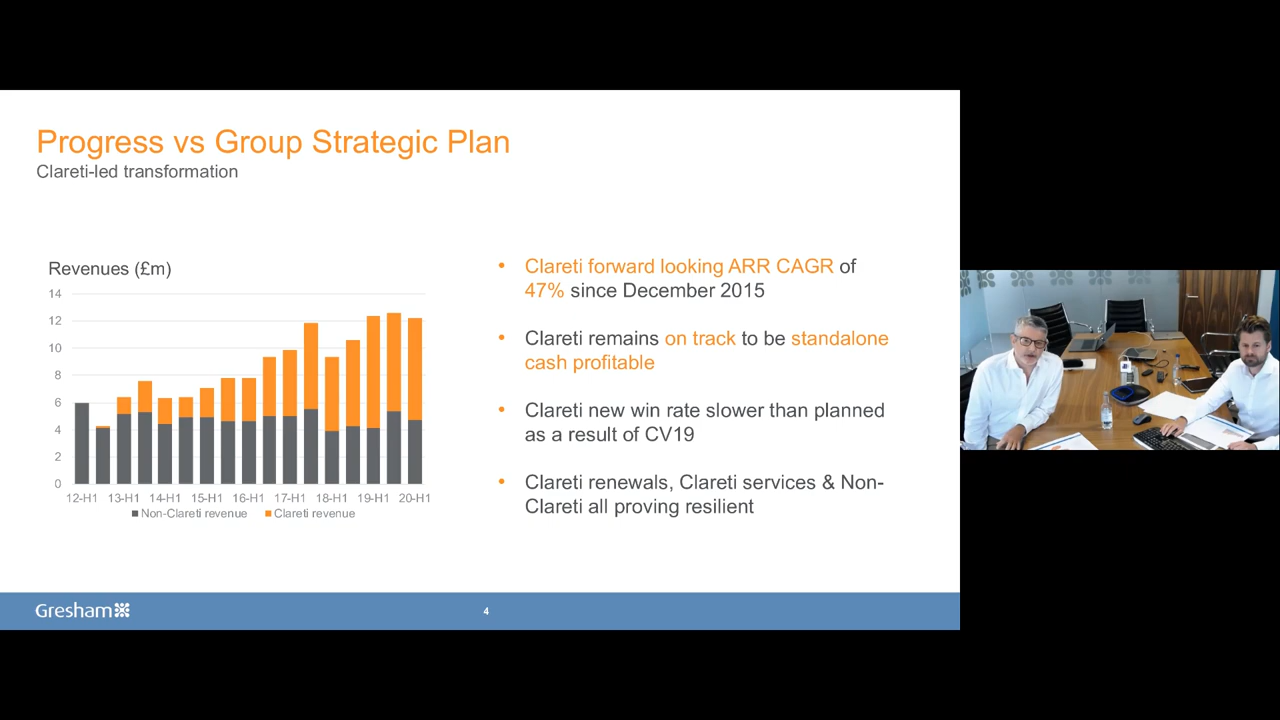 Progress vs Group Strategic Plan
Clareti-led transformation
Revenues (£m)
14
12
10
8
6
4
2
0
12-H1 13-H1 14-H1 15-H1 16-H1 17-H1 18-H1 19-H1 20-H1
Non-Clareti revenue Clareti revenue
• Clareti forward looking ARR CAGR of
47% since December 2015
• Clareti remains on track to be standalone
cash profitable
• Clareti new win rate slower than planned
as a result of CV19
• Clareti renewals, Clareti services & Non-
Clareti all proving resilient
Gresham
4